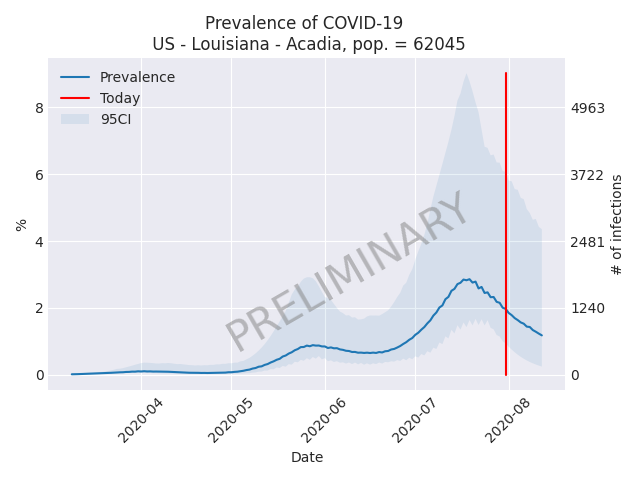 Prevalence of COVID-19
US - Louisiana - Acadia, pop. = 62045
Prevalence
Today
95CI
8
6
4
2
0
%
4963
3722
2481
1240
0
# of infections
PRELIMINARY
2020-04
2020-05
2020-06
2020-07
2020-08
Date